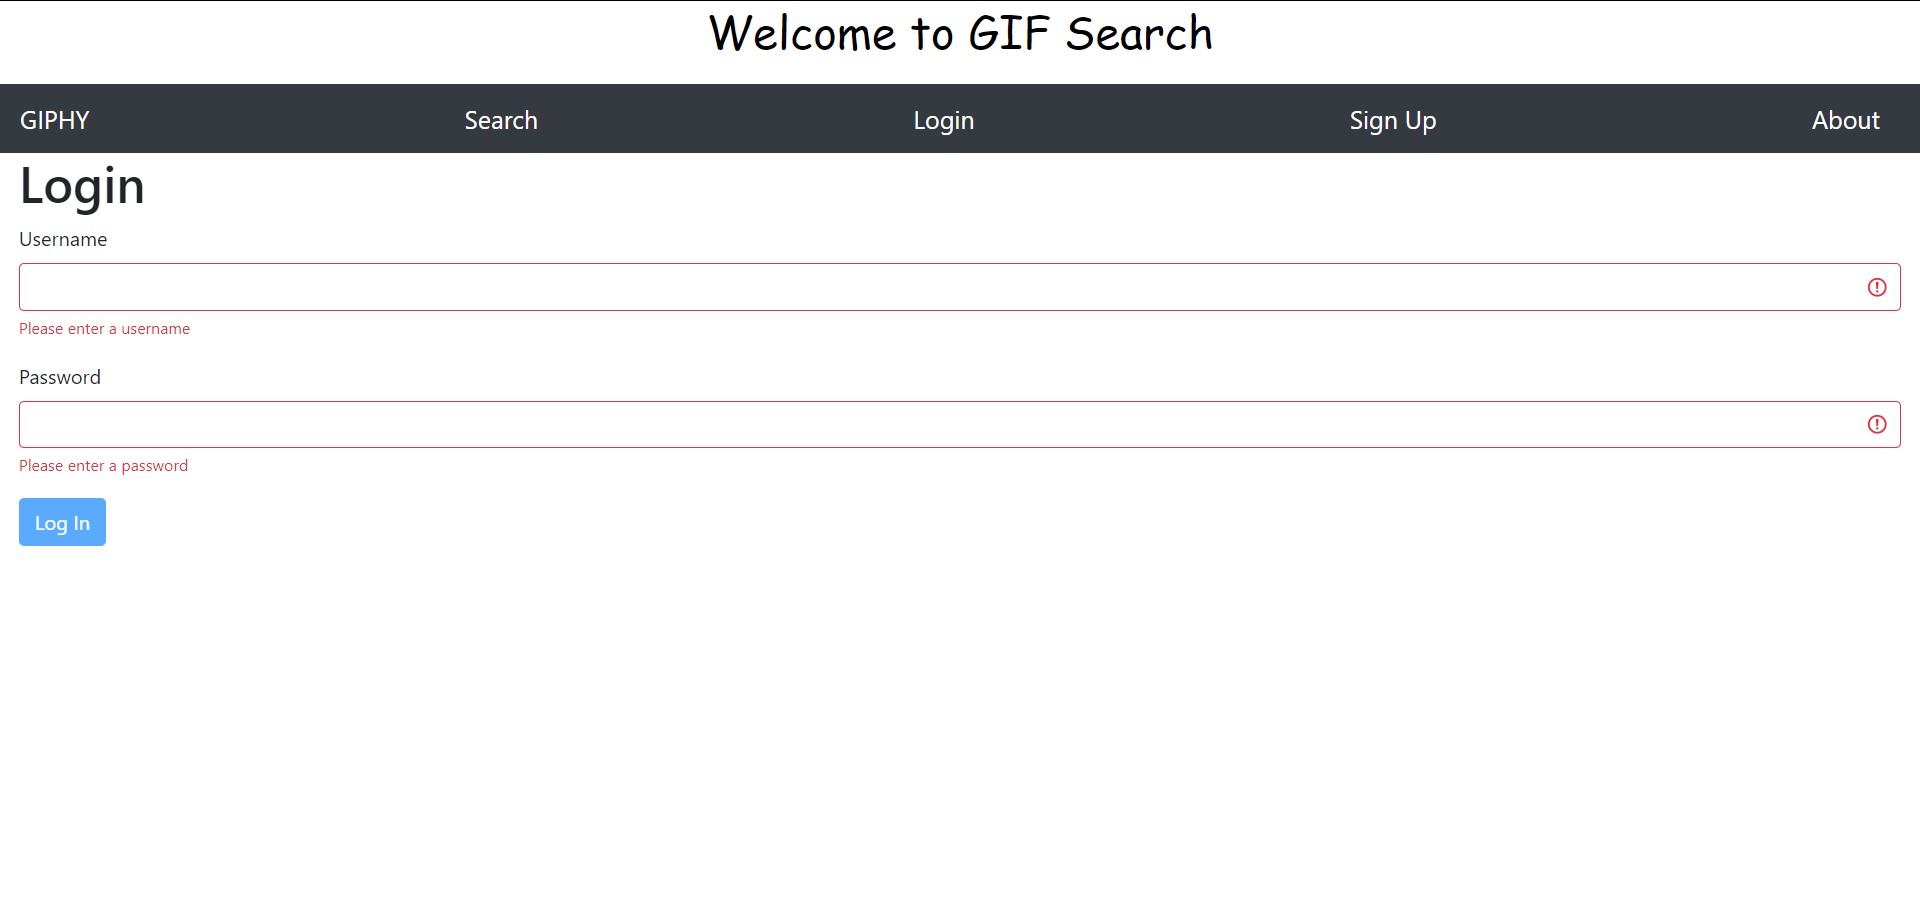 Welcome to GIF Search
GIPHY Search Login Sign Up About
Login
Username
Please enter a username
Password
Please enter a password
Log In